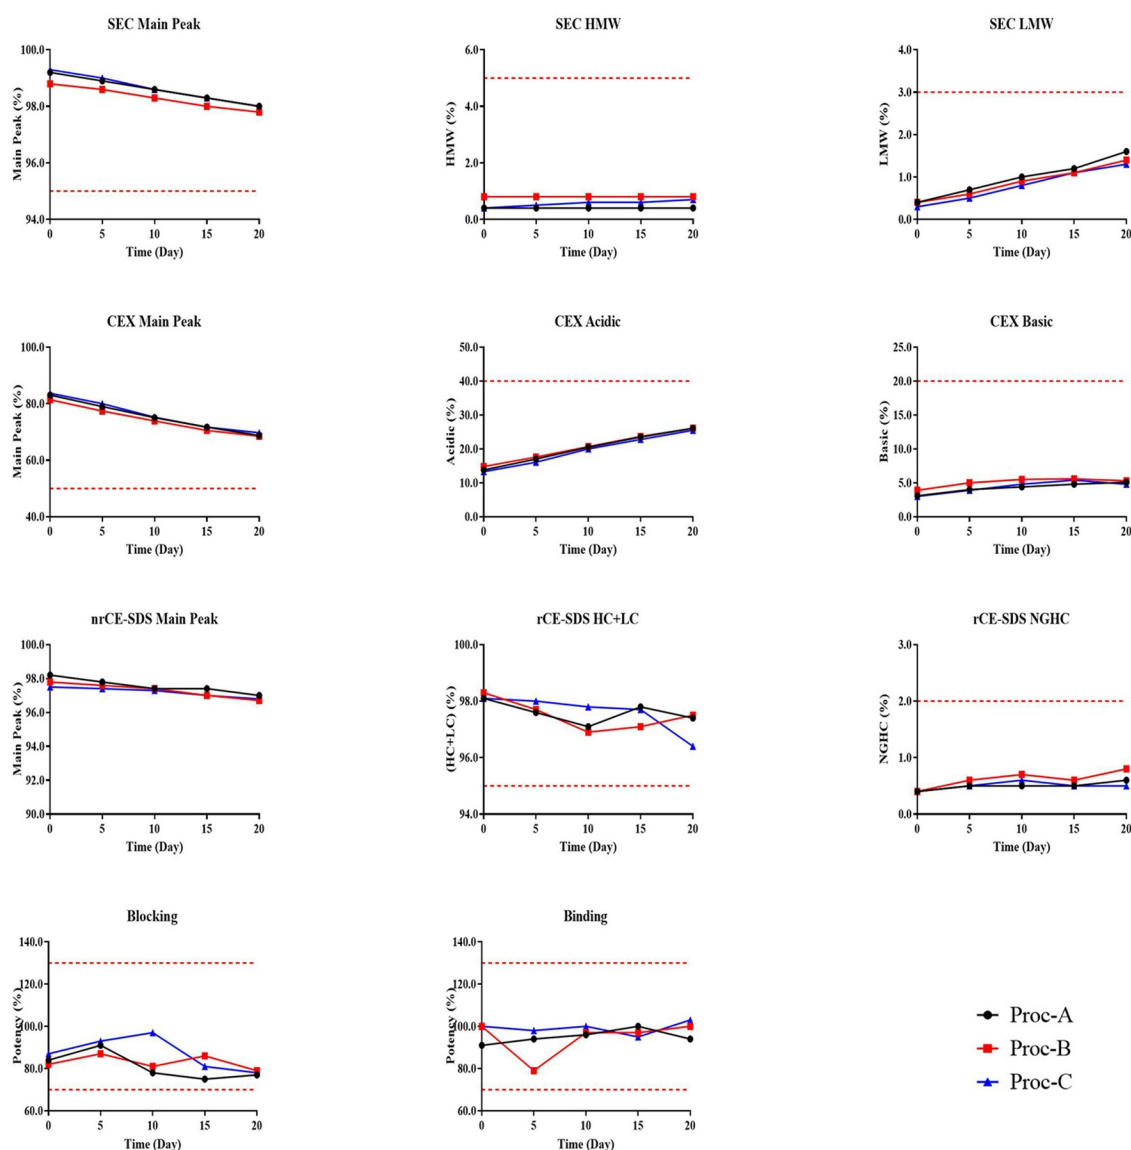 SEC Main Peak
100.0
98.0
96.0
94.0
Main Peak (%)
0 5 10 15 20
Time (Day)
SEC HMW
6.0
4.0
2.0
0.0
HMW (%)
0 5 10 15 20
Time (Day)
SEC LMW
4.0
3.0
2.0
1.0
0.0
LMW (%)
0 5 10 15 20
Time (Day)
CEX Main Peak
100.0
80.0
60.0
40.0
Main Peak (%)
0 5 10 15 20
Time (Day)
CEX Acidic
50.0
40.0
30.0
20.0
10.0
0.0
Acidic (%)
0 5 10 15 20
Time (Day)
CEX Basic
25.0
20.0
15.0
10.0
5.0
0.0
Basic (%)
0 5 10 15 20
Time (Day)
nrCE-SDS Main Peak
100.0
98.0
96.0
94.0
92.0
90.0
Main Peak (%)
0 5 10 15 20
Time (Day)
rCE-SDS HC+LC
100.0
98.0
96.0
94.0
(HC+LC) (%)
0 5 10 15 20
Time (Day)
rCE-SDS NGHC
3.0
2.0
1.0
0.0
NGHC (%)
0 5 10 15 20
Time (Day)
Blocking
140.0
120.0
100.0
80.0
60.0
Potency (%)
0 5 10 15 20
Time (Day)
Binding
140.0
120.0
100.0
80.0
60.0
Potency (%)
0 5 10 15 20
Time (Day)
Proc-A
Proc-B
Proc-C